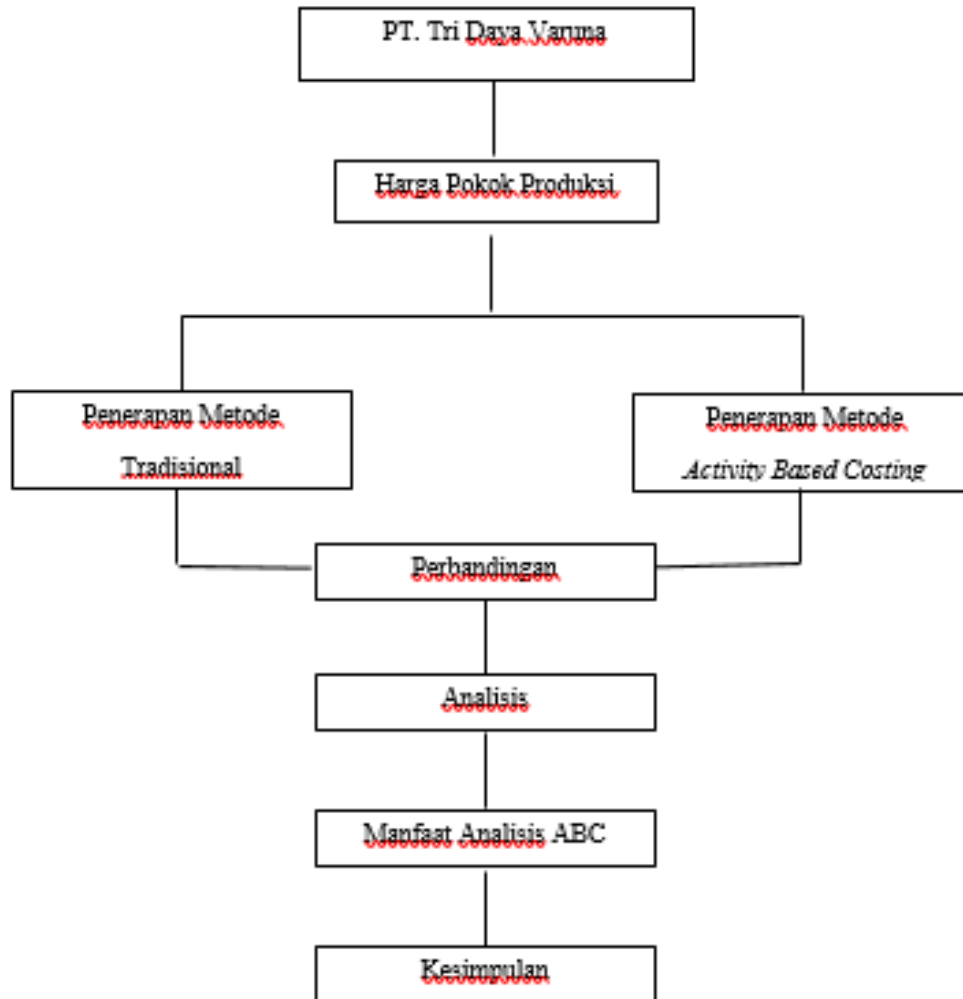 PT. Tri Daya Varuna
Harga Pokok Produksi
Penerapan Metode
Tradisional
Penerapan Metode
Activity Based Costing
Perbandingan
Analisis
Manfaat Analisis ABC
Kesimpulan